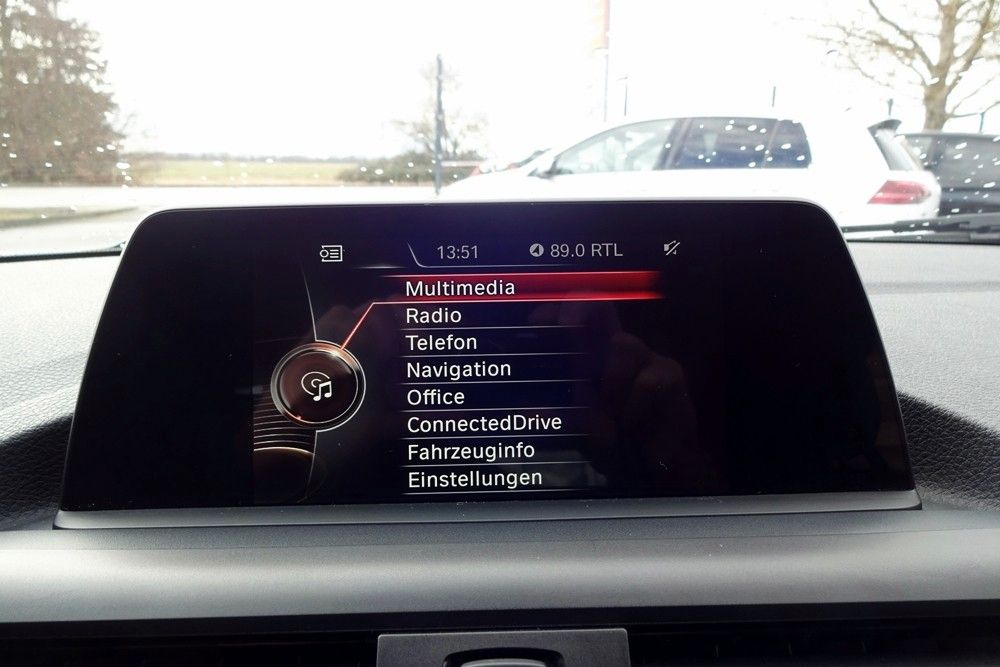 13:51 89.0 RTL
Multimedia
Radio
Telefon
Navigation
Office
ConnectedDrive
Fahrzeuginfo
Einstellungen